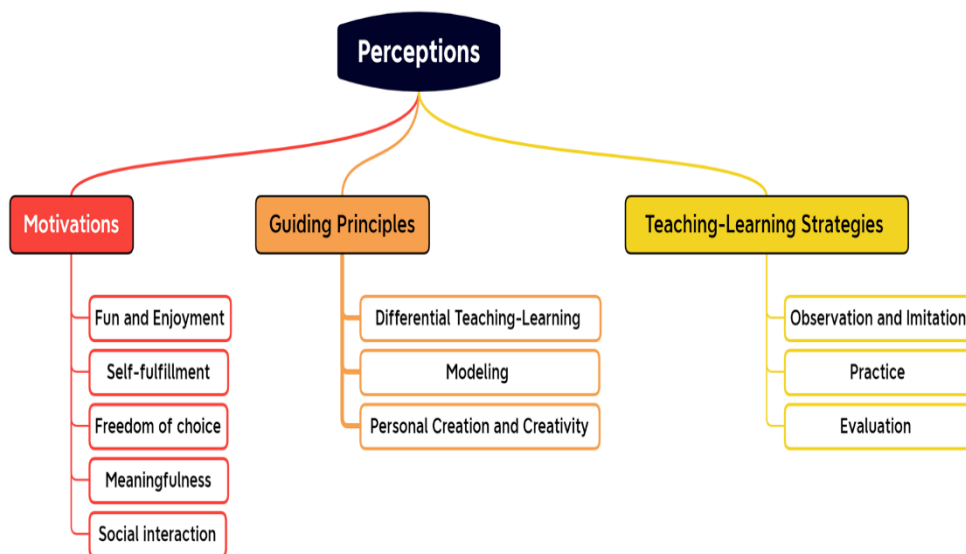 Perceptions
Motivations
Fun and Enjoyment
Self-fulfillment
Freedom of choice
Meaningfulness
Social interaction
Guiding Principles
Differential Teaching-Learning
Modeling
Personal Creation and Creativity
Teaching-Learning Strategies
Observation and Imitation
Practice
Evaluation